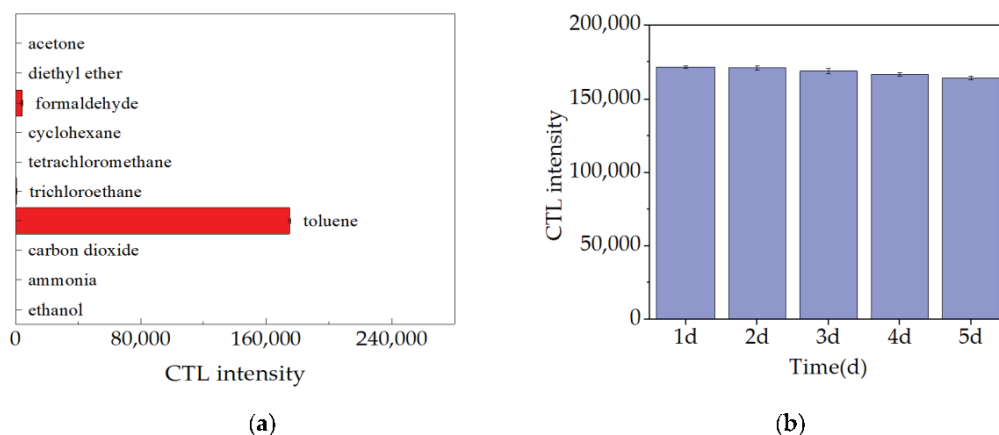 acetone
diethyl ether
formaldehyde
cyclohexane
tetrachloromethane
trichloroethane
toluene
carbon dioxide
ammonia
ethanol
0 80,000 160,000 240,000
CTL intensity
(a)
200,000
150,000
100,000
50,000
0
CTL intensity
1d 2d 3d 4d 5d
Time(d)
(b)